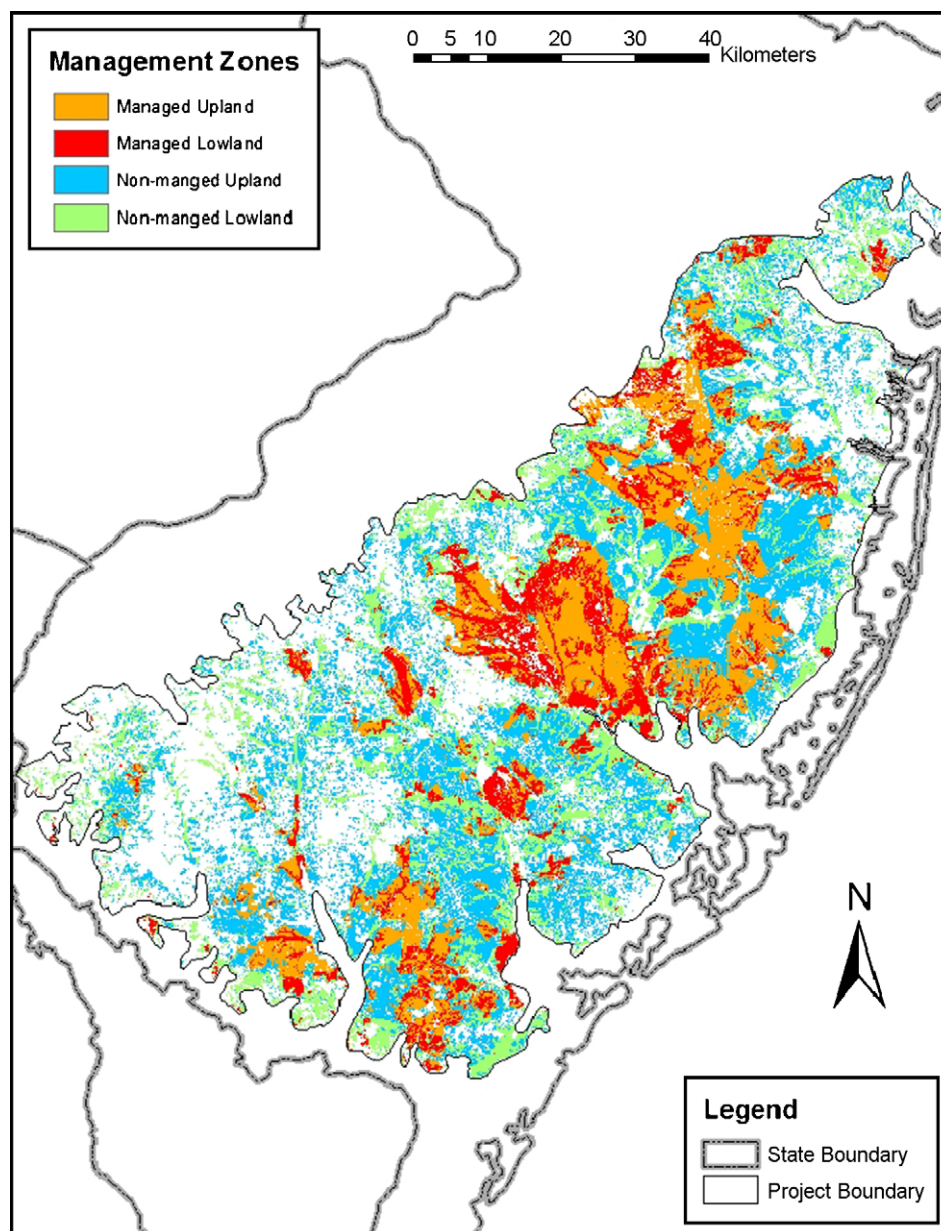 Management Zones
Managed Upland
Managed Lowland
Non-manged Upland
Non-manged Lowland
0 5 10 20 30 40
Kilometers
N
Legend
State Boundary
Project Boundary